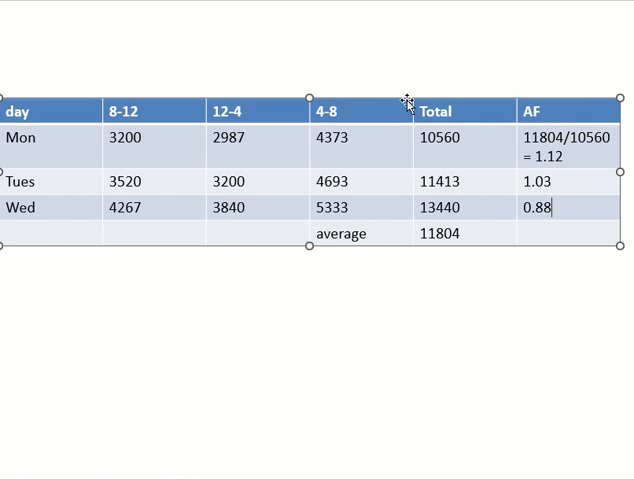 day 8-12 12-4 4-8 Total AF
Mon 3200 2987 4373 10560 11804/10560
= 1.12
Tues 3520 3200 4693 11413 1.03
Wed 4267 3840 5333 13440 0.88
average 11804